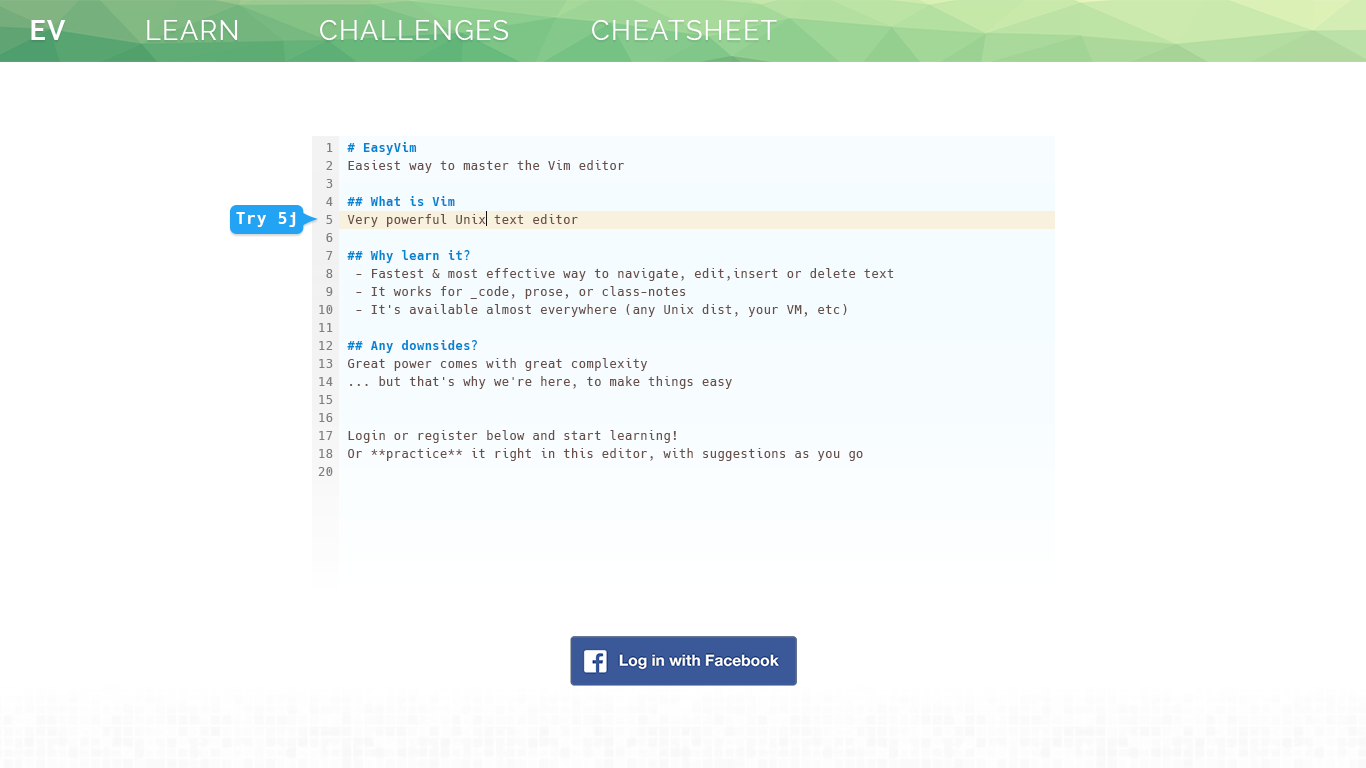 EV LEARN CHALLENGES CHEATSHEET
1 # EasyVim
2 Easiest way to master the Vim editor
3
4 ## What is Vim
Try 5j
5 Very powerful Unix text editor
6
7 ## Why learn it?
8 - Fastest & most effective way to navigate, edit,insert or delete text
9 - It works for _code, prose, or class-notes
10 - It's available almost everywhere (any Unix dist, your VM, etc)
11
12 ## Any downsides?
13 Great power comes with great complexity
14 ... but that's why we're here, to make things easy
15
16
17 Login or register below and start learning!
18 Or **practice** it right in this editor, with suggestions as you go
20
Log in with Facebook